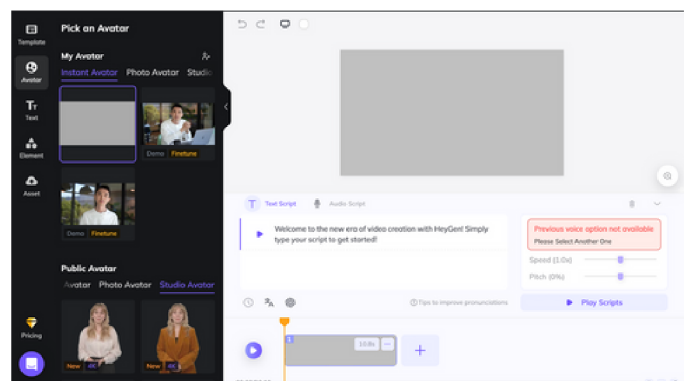 Template
Avatar
Text
Element
Asset
Pricing
Pick an Avatar
My Avatar
Instant Avatar Photo Avatar Studio
Demo Finetune
Demo Finetune
Public Avatar
Avatar Photo Avatar Studio Avatar
New 4K
New 4K
Text Script Audio Script
Welcome to the new era of video creation with HeyGen! Simply
type your script to get started!
Previous voice option not available
Please Select Another One
Speed (1.0x)
Pitch (0%)
Tips to improve pronunciations
Play Scripts
1
10.8s